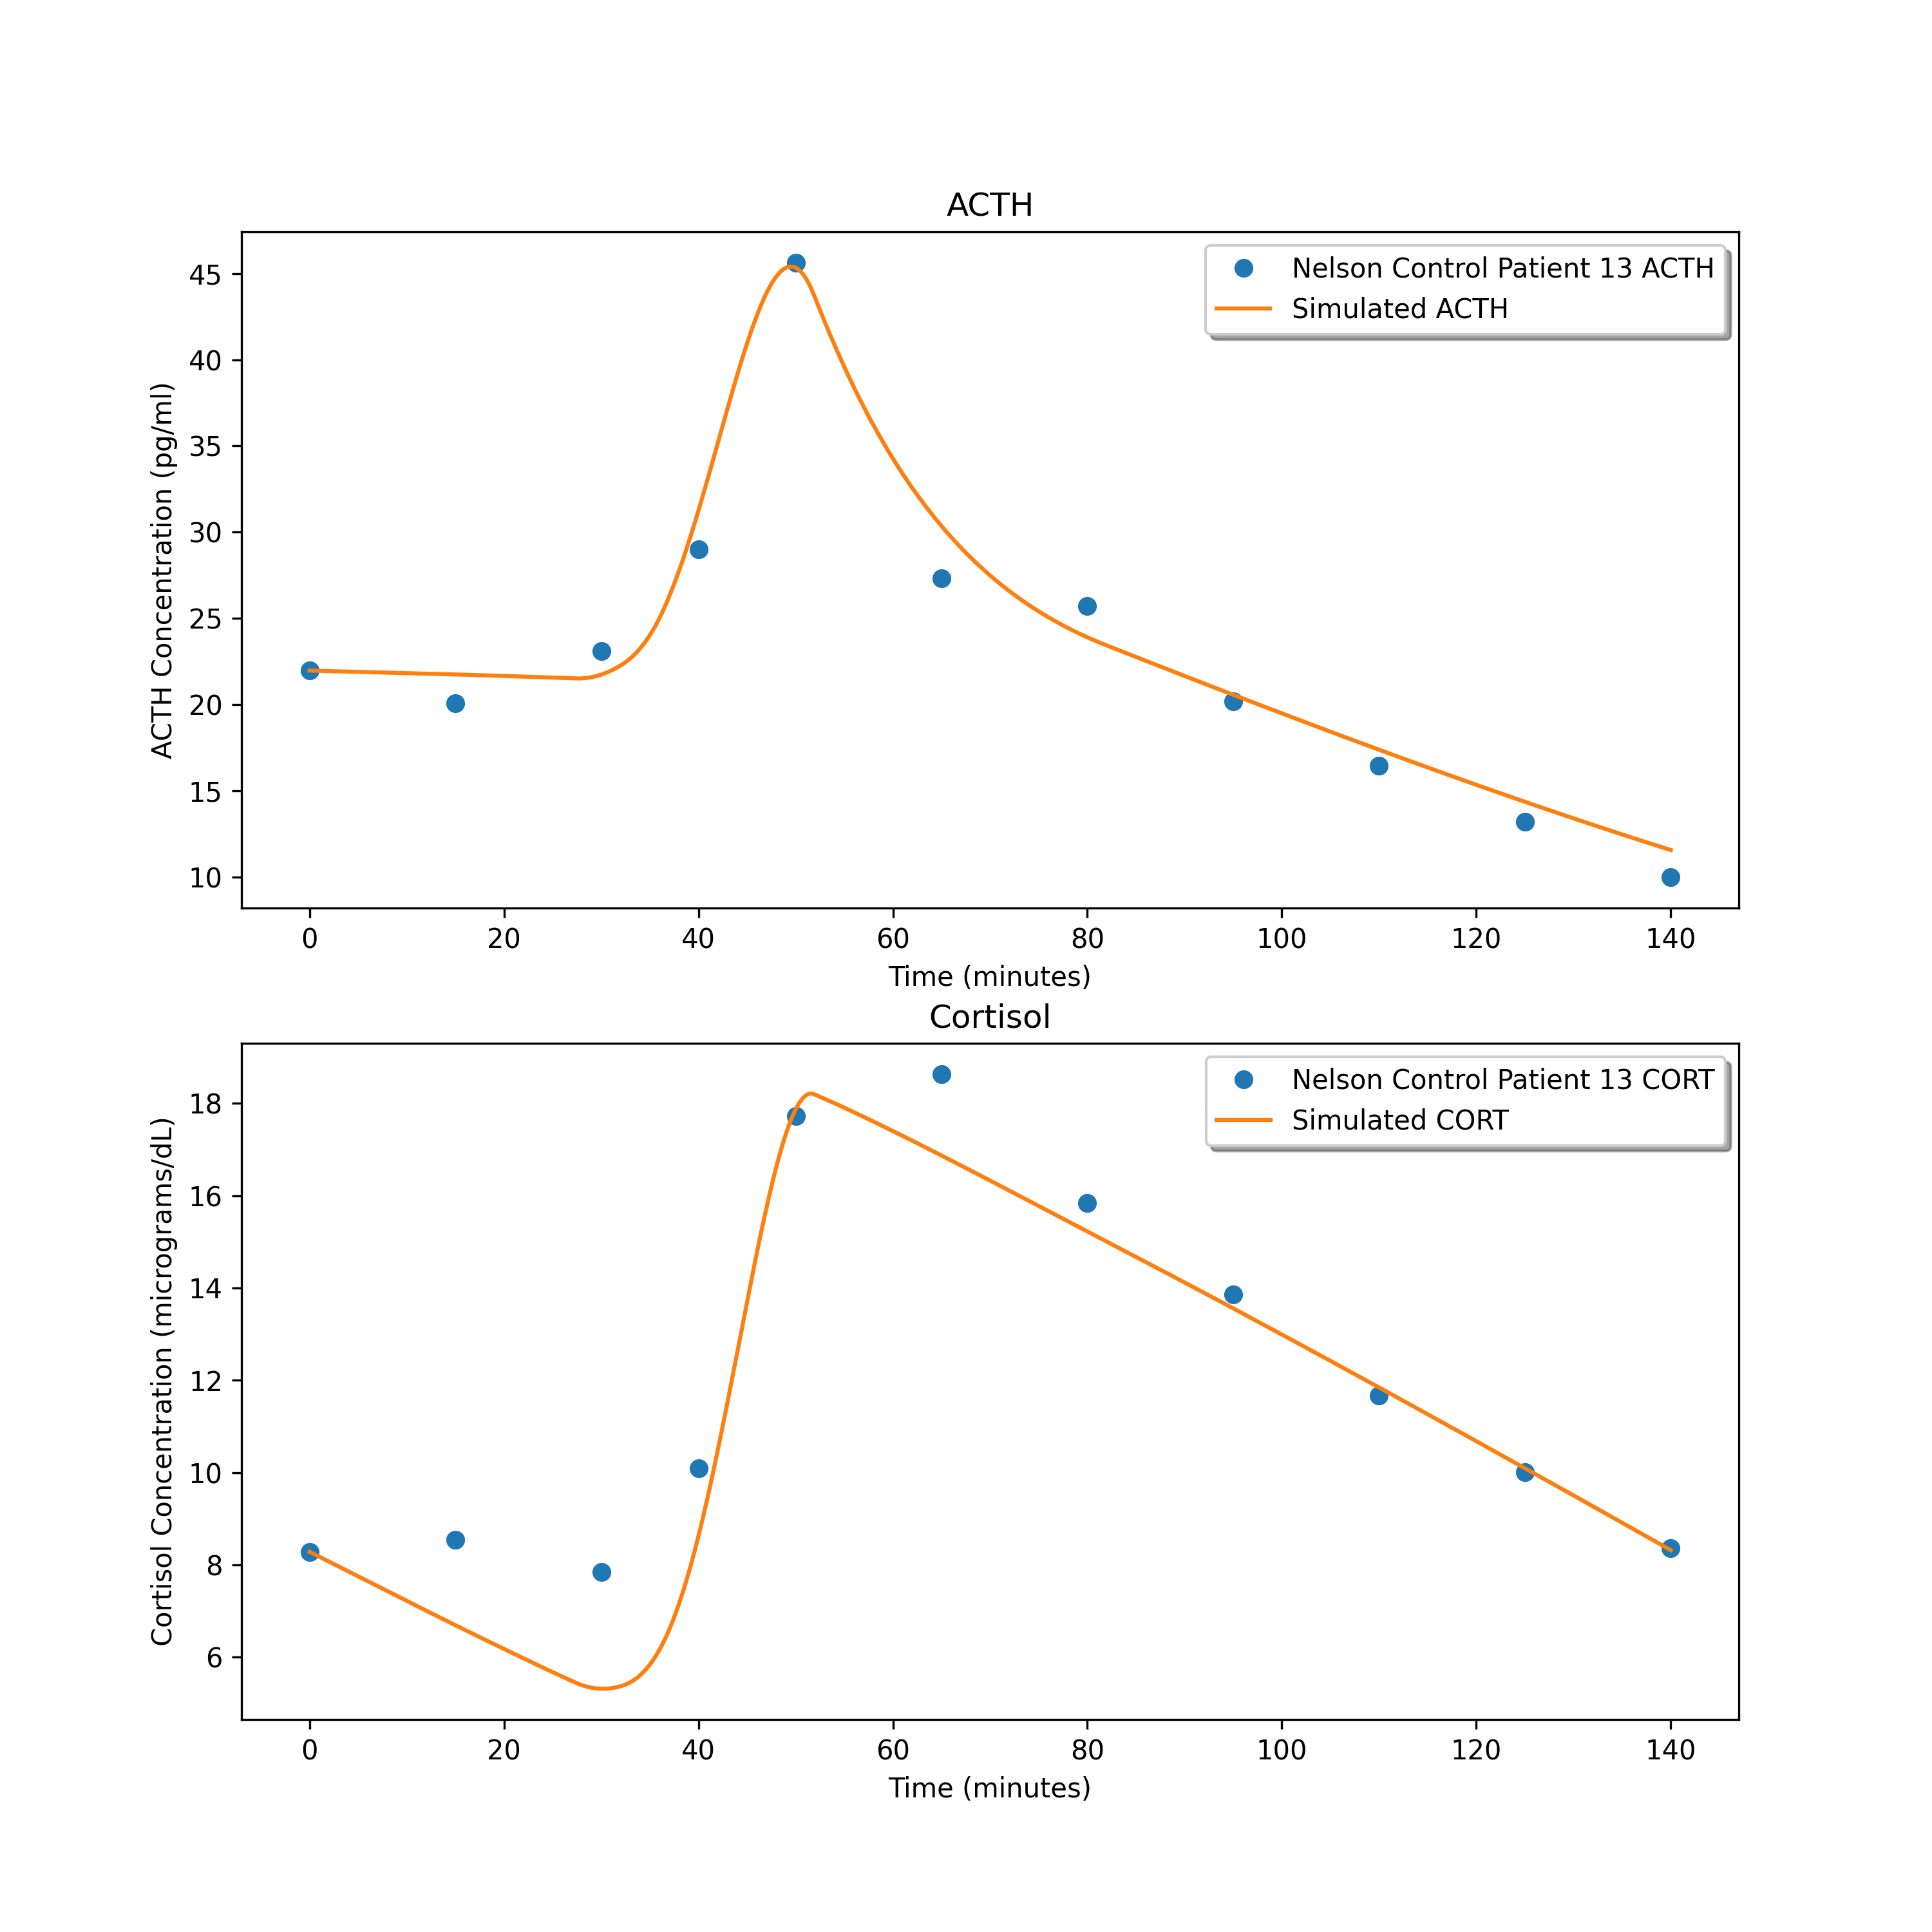 ACTH
45
40
35
30
25
20
15
10
ACTH Concentration (pg/ml)
Nelson Control Patient 13 ACTH
Simulated ACTH
0 20 40 60 80 100 120 140
Time (minutes)
Cortisol
18
16
14
12
10
8
6
Cortisol Concentration (micrograms/dL)
Nelson Control Patient 13 CORT
Simulated CORT
0 20 40 60 80 100 120 140
Time (minutes)